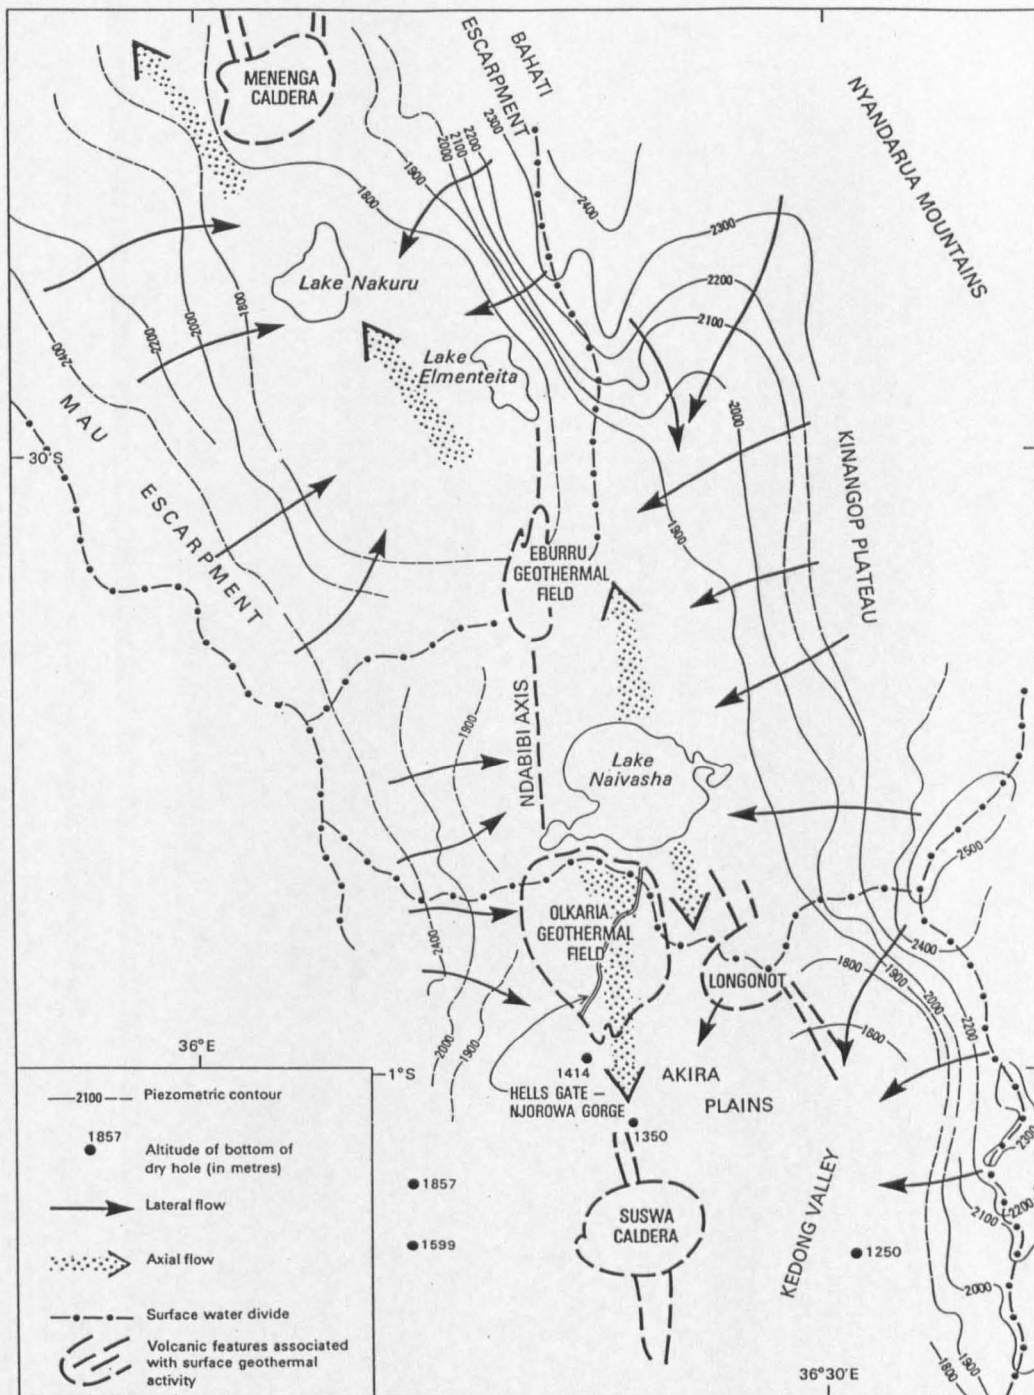 MENENGA
CALDERA
BAHATI
ESCARPMENT
NYANDARUA MOUNTAINS
2300
2200
2100
2000
1900
1800
2400
2300
2200
2100
2000
1900
Lake Nakuru
Lake
Elmenteita
1800
2000
2200
2400
MAU
ESCARPMENT
30'S
KINANGOP PLATEAU
EBURRU
GEOTHERMAL
FIELD
NDABIBI AXIS
1900
Lake
Naivasha
2500
OLKARIA
GEOTHERMAL
FIELD
LONGONOT
2400
2400
1800
1900
2000
2200
1600
2000
1900
36°E
1°S
1414
HELLS GATE –
NJOROWA GORGE
AKIRA
PLAINS
1350
1857
1599
SUSWA
CALDERA
KEDONG VALLEY
1250
2300
2200
2100
2000
1900
1800
36°30'E
2100 Piezometric contour
1857
Altitude of bottom of
dry hole (in metres)
Lateral flow
Axial flow
Surface water divide
Volcanic features associated
with surface geothermal
activity